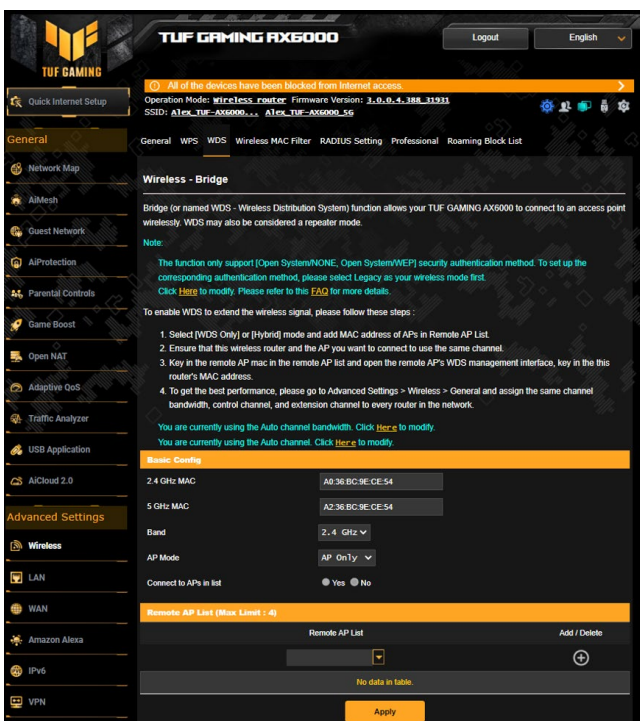 TUF GAMING
TUF GAMING AX6000
Logout
English
All of the devices have been blocked from Internet access.
Quick Internet Setup
Operation Mode: Wireless router Firmware Version: 3.0.0.4.388_31931
SSID: Alex_TUF-AX6000... Alex_TUF-AX6000_5G
General
General WPS WDS Wireless MAC Filter RADIUS Setting Professional Roaming Block List
Network Map
AiMesh
Guest Network
AiProtection
Parental Controls
Game Boost
Open NAT
Adaptive QoS
Traffic Analyzer
USB Application
AiCloud 2.0
Advanced Settings
Wireless
LAN
WAN
Amazon Alexa
IPv6
VPN
Wireless - Bridge
Bridge (or named WDS - Wireless Distribution System) function allows your TUF GAMING AX6000 to connect to an access point
wirelessly. WDS may also be considered a repeater mode.
Note:
The function only support [Open System/NONE, Open System/WEP] security authentication method. To set up the
corresponding authentication method, please select Legacy as your wireless mode first.
Click Here to modify. Please refer to this FAQ for more details.
To enable WDS to extend the wireless signal, please follow these steps :
1. Select [WDS Only] or [Hybrid] mode and add MAC address of APs in Remote AP List.
2. Ensure that this wireless router and the AP you want to connect to use the same channel.
3. Key in the remote AP mac in the remote AP list and open the remote AP's WDS management interface, key in the this
router's MAC address.
4. To get the best performance, please go to Advanced Settings > Wireless > General and assign the same channel
bandwidth, control channel, and extension channel to every router in the network.
You are currently using the Auto channel bandwidth. Click Here to modify.
You are currently using the Auto channel. Click Here to modify.
Basic Config
2.4 GHz MAC A0:36:BC:9E:CE:54
5 GHz MAC A2:36:BC:9E:CE:54
Band 2.4 GHz
AP Mode AP Only
Connect to APs in list Yes No
Remote AP List (Max Limit : 4)
Remote AP List Add / Delete
No data in table.
Apply